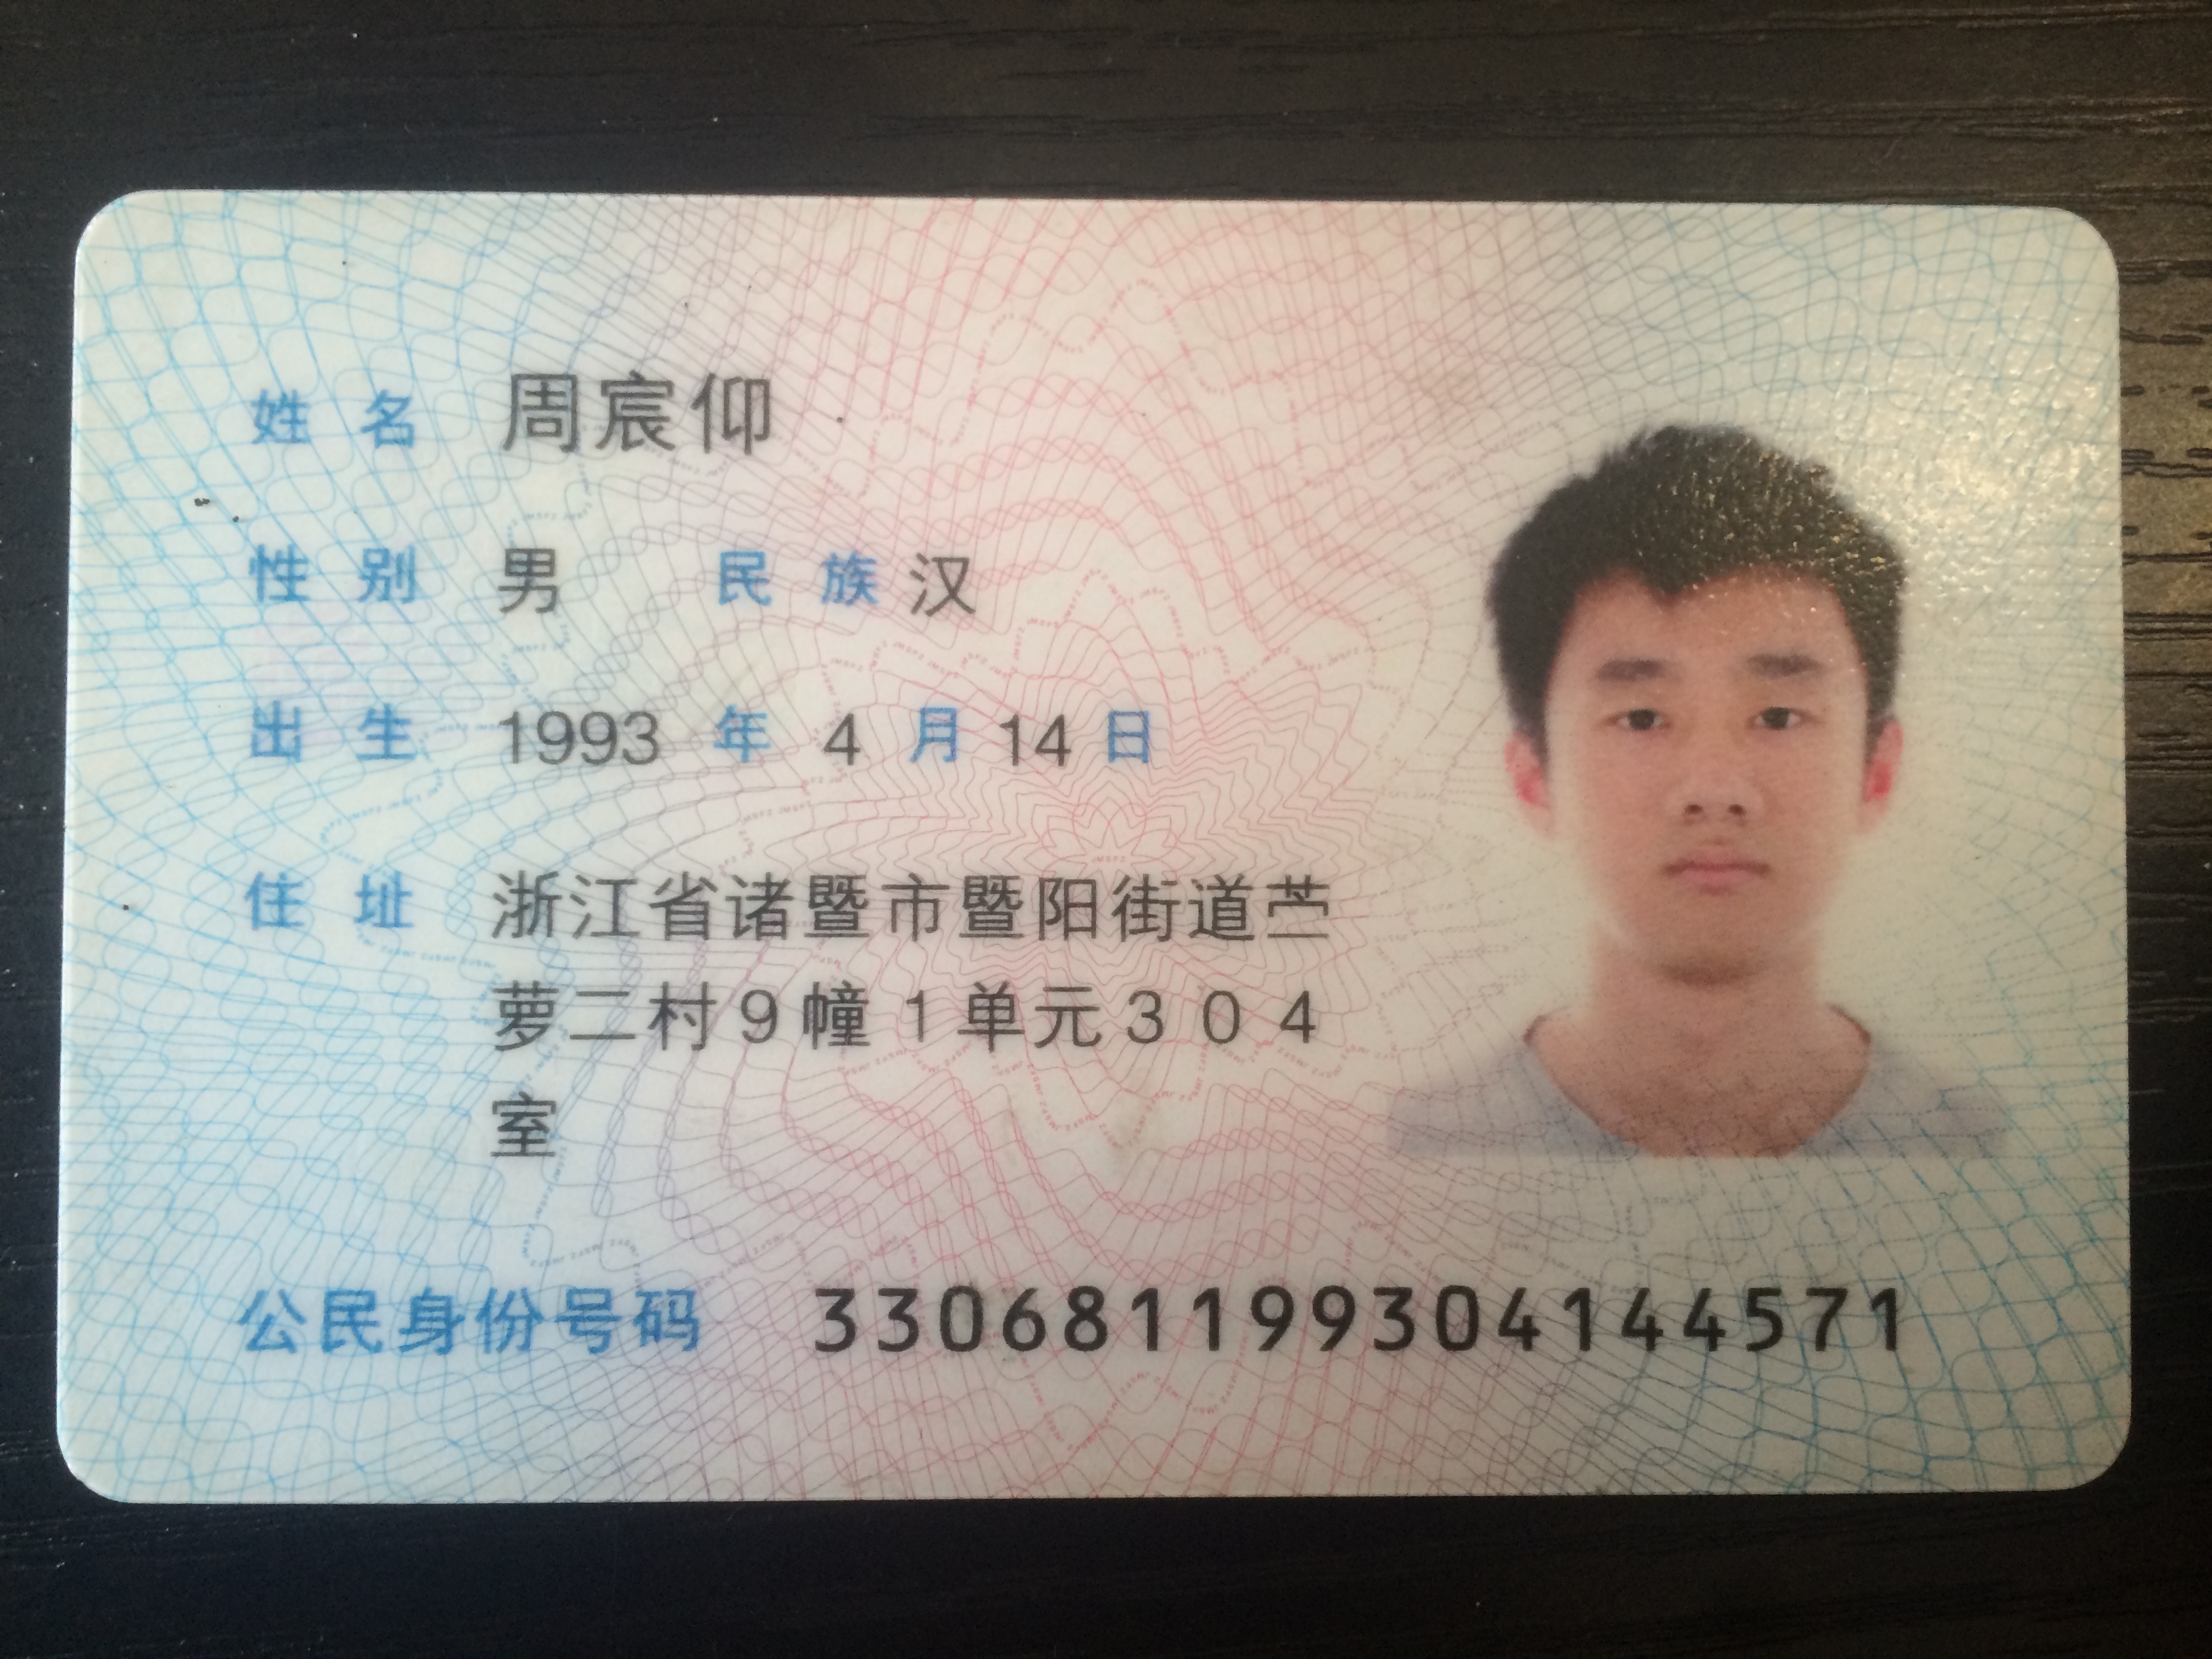 姓名 周宸仰
性别 男 民族 汉
出生 1993 年 4 月 14 日
住址 浙江省诸暨市暨阳街道苎
萝二村9幢1单元304
室
公民身份号码 330681199304144571